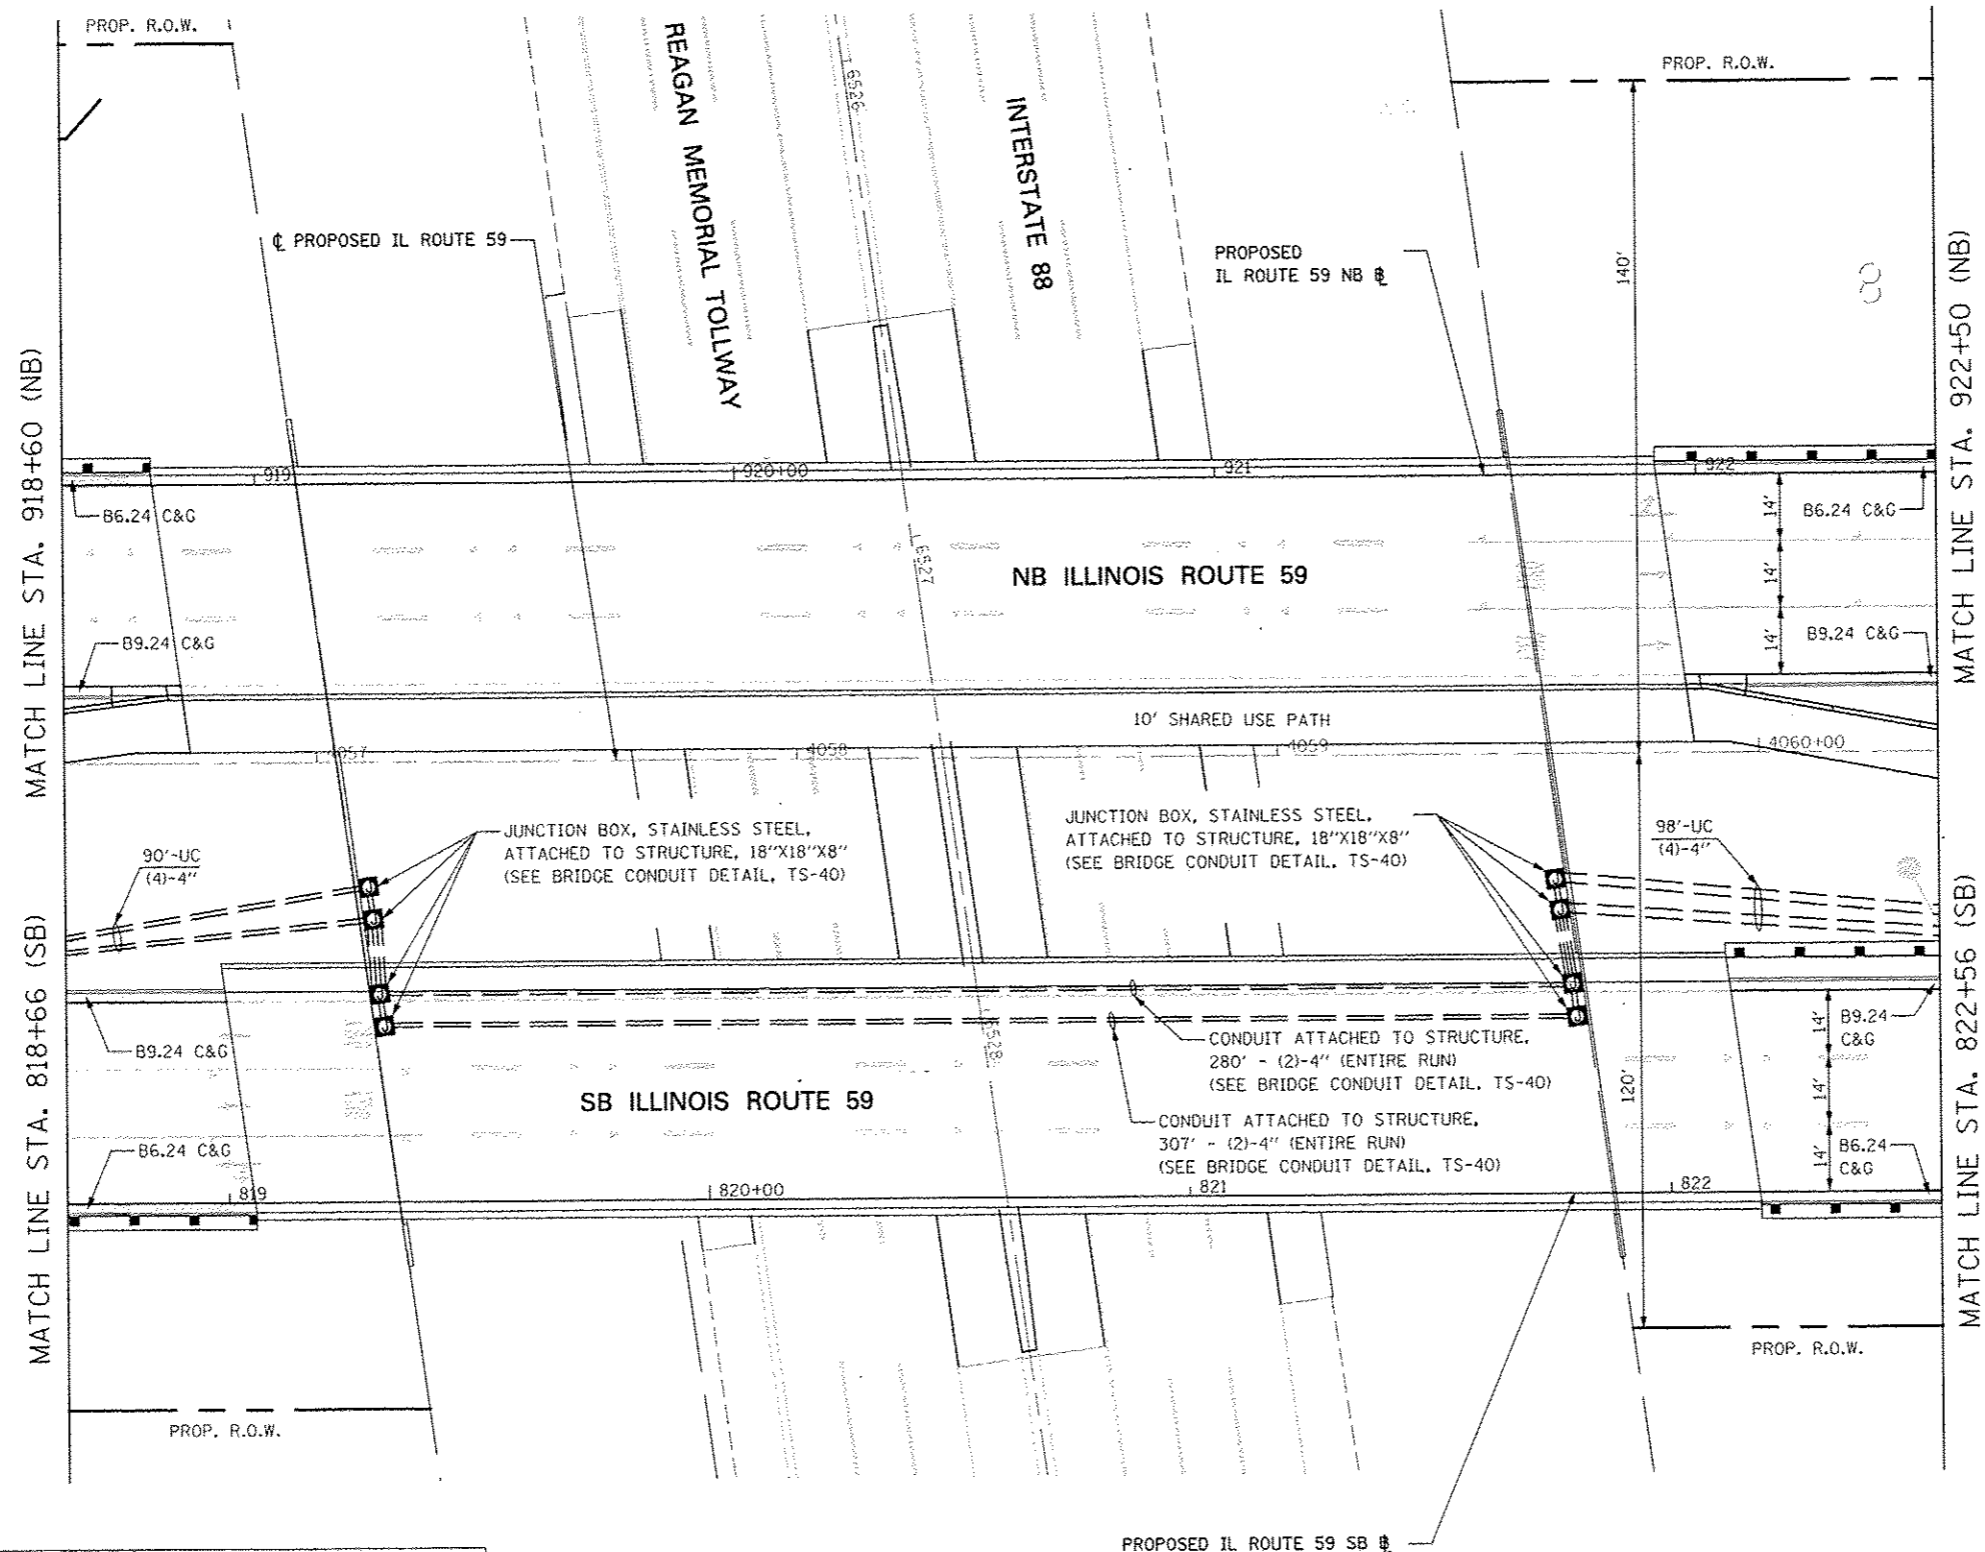 PROP. R.O.W.
PROP. R.O.W.
REAGAN MEMORIAL TOLLWAY
6526
INTERSTATE 88
℄ PROPOSED IL ROUTE 59
PROPOSED
IL ROUTE 59 NB ℄
140'
MATCH LINE STA. 918+60 (NB)
MATCH LINE STA. 922+50 (NB)
919
920+00
921
922
B6.24 C&G
14'
B6.24 C&G
6527
NB ILLINOIS ROUTE 59
14'
B9.24 C&G
14'
B9.24 C&G
10' SHARED USE PATH
4057
4058
4059
4060+00
JUNCTION BOX, STAINLESS STEEL,
ATTACHED TO STRUCTURE, 18"X18"X8"
(SEE BRIDGE CONDUIT DETAIL, TS-40)
JUNCTION BOX, STAINLESS STEEL,
ATTACHED TO STRUCTURE, 18"X18"X8"
(SEE BRIDGE CONDUIT DETAIL, TS-40)
90'-UC
(4)-4"
98'-UC
(4)-4"
MATCH LINE STA. 818+66 (SB)
MATCH LINE STA. 822+56 (SB)
B9.24 C&G
6528
CONDUIT ATTACHED TO STRUCTURE,
280' - (2)-4" (ENTIRE RUN)
(SEE BRIDGE CONDUIT DETAIL, TS-40)
14'
B9.24
C&G
SB ILLINOIS ROUTE 59
120'
14'
CONDUIT ATTACHED TO STRUCTURE,
307' - (2)-4" (ENTIRE RUN)
(SEE BRIDGE CONDUIT DETAIL, TS-40)
B6.24 C&G
14'
B6.24
C&G
819
820+00
821
822
PROP. R.O.W.
PROP. R.O.W.
PROPOSED IL ROUTE 59 SB ℄